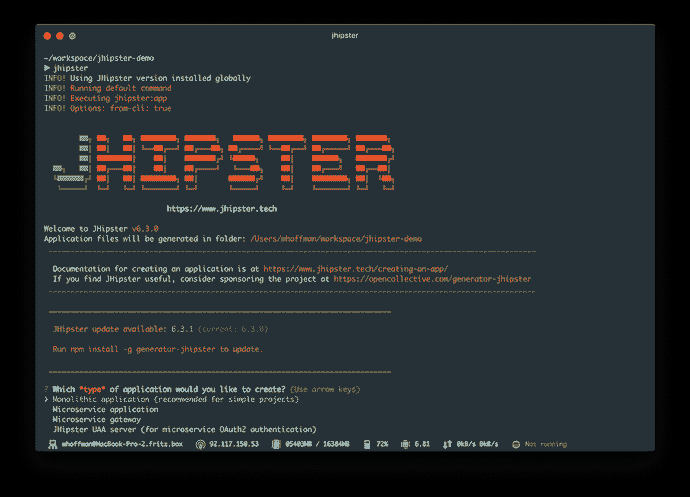 jhipster
~/workspace/jhipster-demo
jhipster
INFO! Using JHipster version installed globally
INFO! Running default command
INFO! Executing jhipster:app
INFO! Options: from-cli: true
JHIPSTER
https://www.jhipster.tech
Welcome to JHipster v6.3.0
Application files will be generated in folder: /Users/mhoffman/workspace/jhipster-demo
Documentation for creating an application is at https://www.jhipster.tech/creating-an-app/
If you find JHipster useful, consider sponsoring the project at https://opencollective.com/generator-jhipster
JHipster update available: 6.3.1 (current: 6.3.0)
Run npm install -g generator-jhipster to update.
? Which *type* of application would you like to create? (Use arrow keys)
❯ Monolithic application (recommended for simple projects)
Microservice application
Microservice gateway
JHipster UAA server (for microservice OAuth2 authentication)
whoffman@MacBook-Pro-2.fritz.box 92.117.150.53 05403MB / 16384MB 72% 6.81 0kB/s 0kB/s Not running